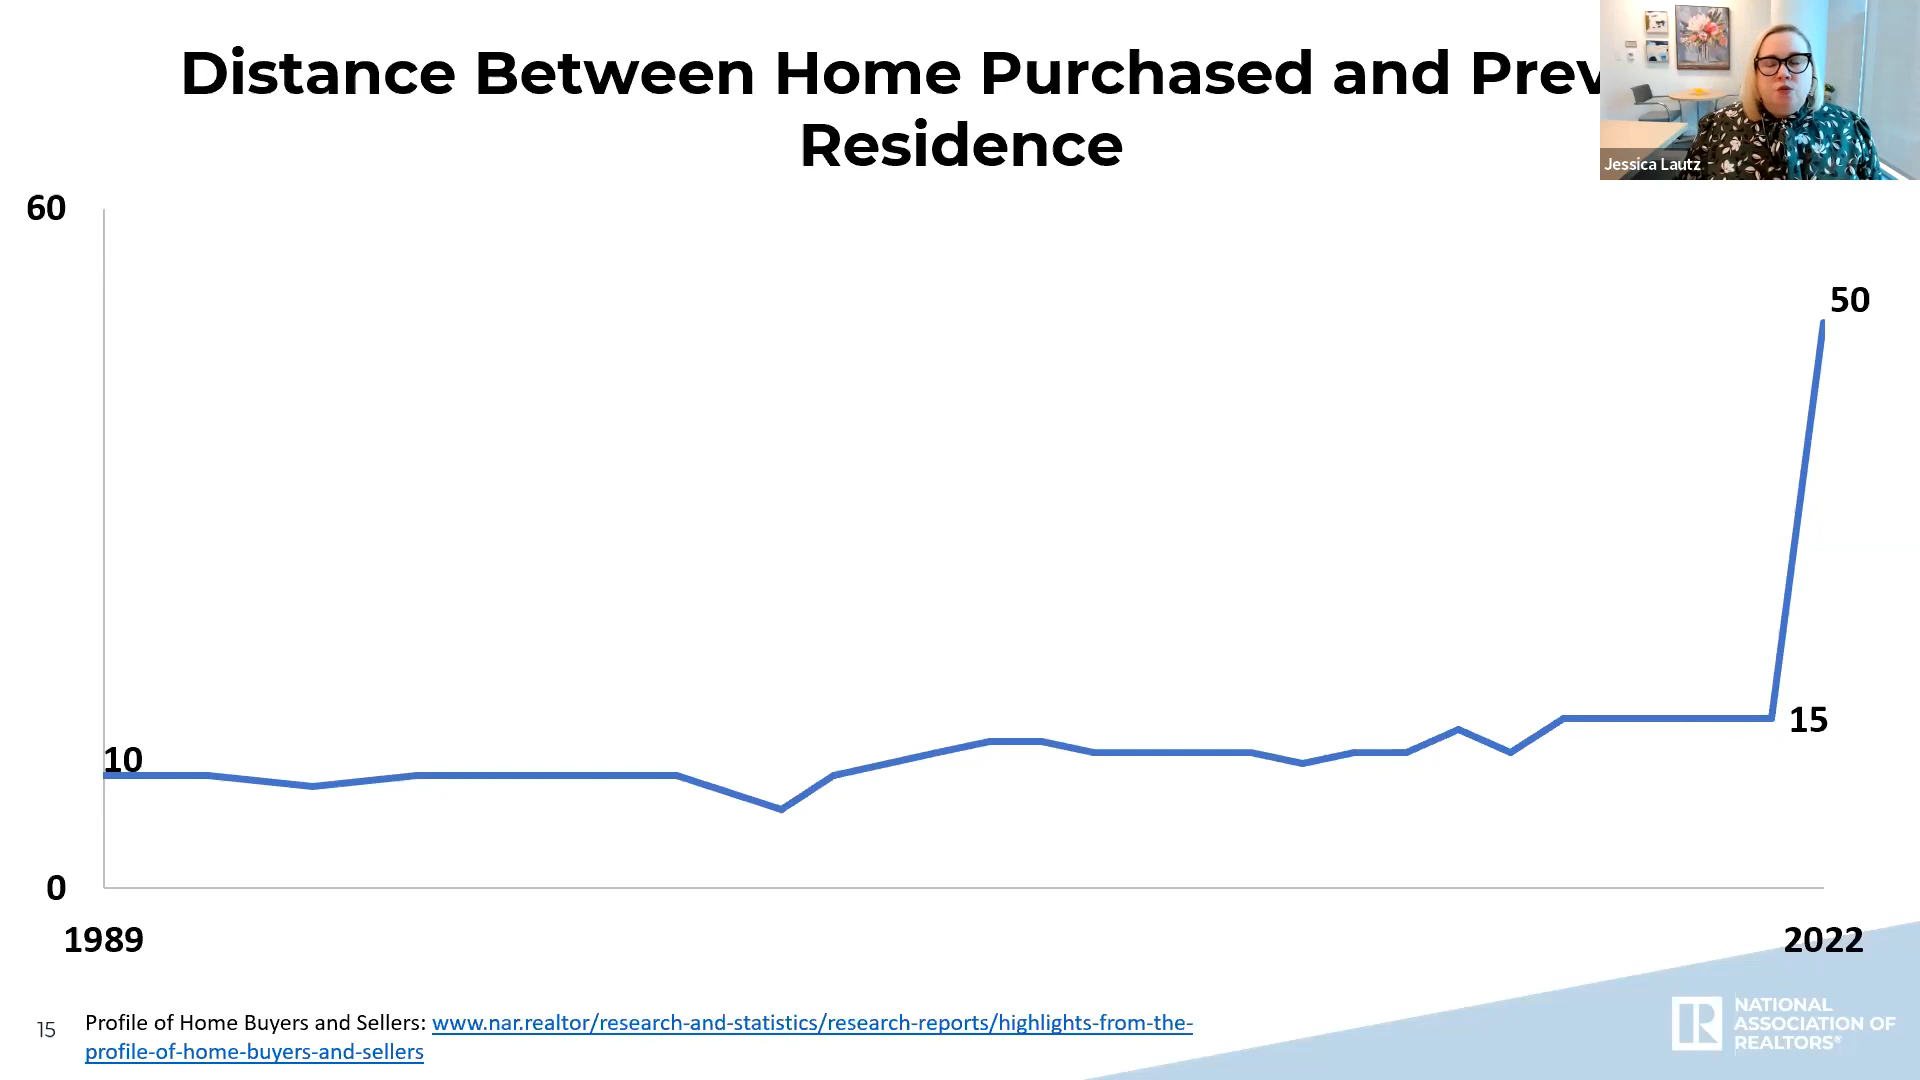 Distance Between Home Purchased and Prev
Residence
Jessica Lautz
60
50
15
10
0
1989
2022
15
Profile of Home Buyers and Sellers: www.nar.realtor/research-and-statistics/research-reports/highlights-from-the-
profile-of-home-buyers-and-sellers
NATIONAL
ASSOCIATION OF
REALTORS®